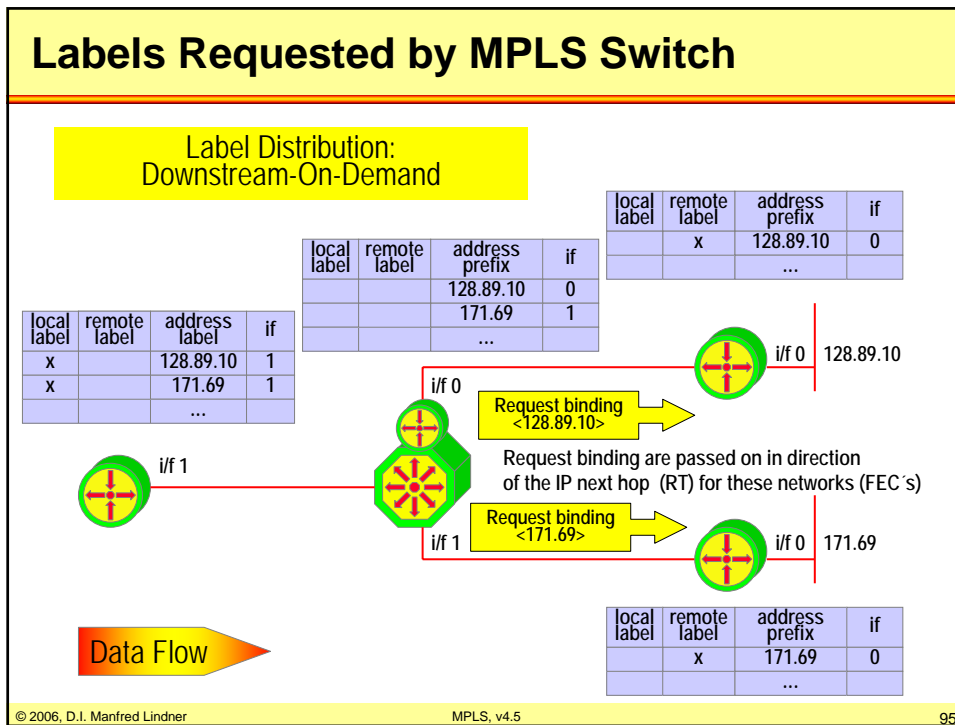 Labels Requested by MPLS Switch
Label Distribution:
Downstream-On-Demand
local label remote label address prefix if
x 128.89.10 0
...
local label remote label address prefix if
128.89.10 0
171.69 1
...
local label remote label address label if
x 128.89.10 1
x 171.69 1
...
i/f 0 128.89.10
i/f 0
Request binding
<128.89.10>
i/f 1
Request binding are passed on in direction
of the IP next hop (RT) for these networks (FEC´s)
Request binding
<171.69>
i/f 1
i/f 0 171.69
local label remote label address prefix if
x 171.69 0
...
Data Flow
© 2006, D.I. Manfred Lindner
MPLS, v4.5
95